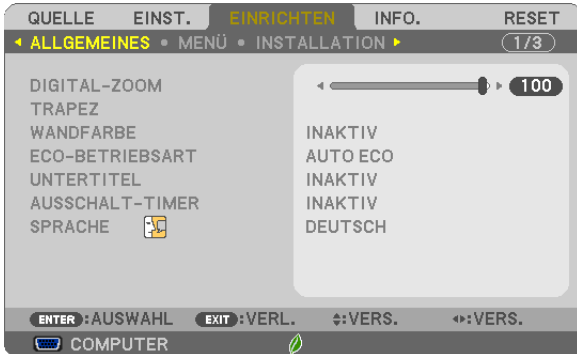 QUELLE EINST. EINRICHTEN INFO. RESET
ALLGEMEINES • MENÜ • INSTALLATION (1/3)
DIGITAL-ZOOM 100
TRAPEZ
WANDFARBE INAKTIV
ECO-BETRIEBSART AUTO ECO
UNTERTITEL INAKTIV
AUSSCHALT-TIMER INAKTIV
SPRACHE DEUTSCH
ENTER :AUSWAHL EXIT :VERL. :VERS. :VERS.
COMPUTER